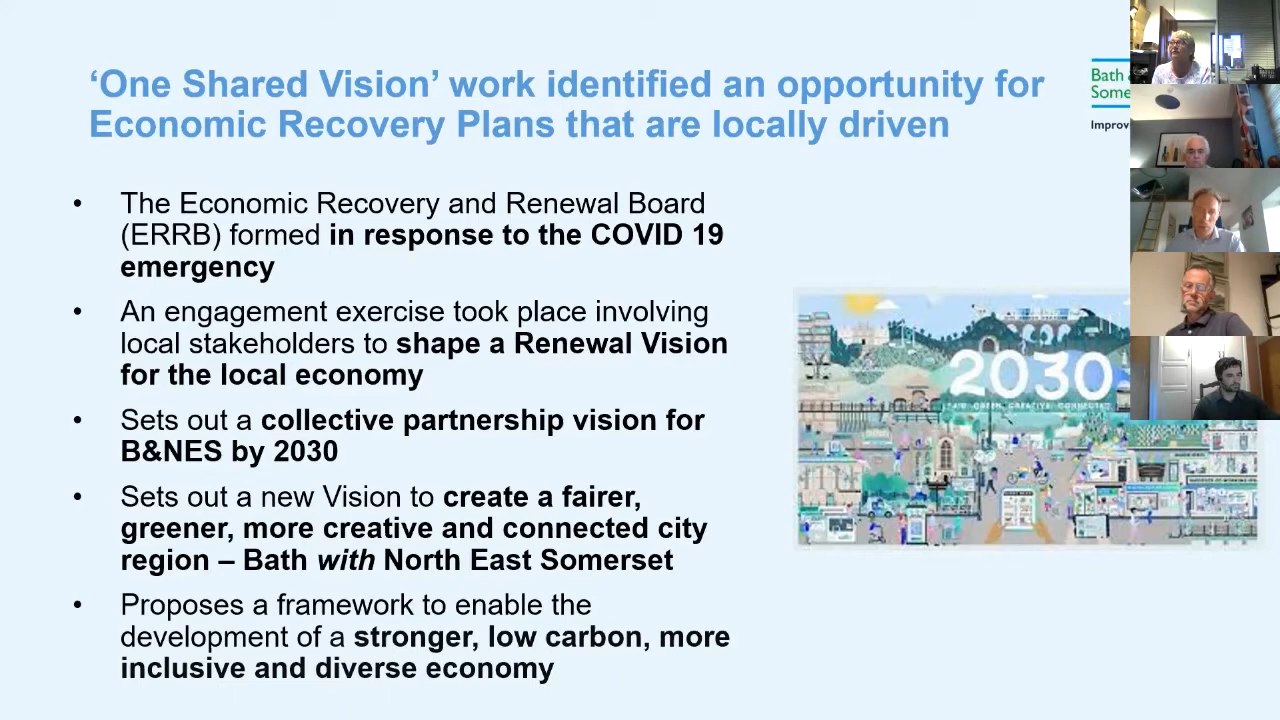 ‘One Shared Vision’ work identified an opportunity for
Economic Recovery Plans that are locally driven
Bath
Some
Improv
• The Economic Recovery and Renewal Board
(ERRB) formed in response to the COVID 19
emergency
• An engagement exercise took place involving
local stakeholders to shape a Renewal Vision
for the local economy
• Sets out a collective partnership vision for
B&NES by 2030
• Sets out a new Vision to create a fairer,
greener, more creative and connected city
region – Bath with North East Somerset
• Proposes a framework to enable the
development of a stronger, low carbon, more
inclusive and diverse economy
2030
FAIR, GREEN, CREATIVE, CONNECTED